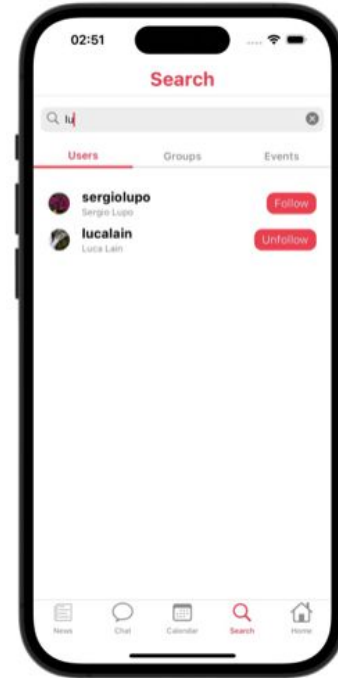 02:51
Search
lu
Users Groups Events
sergiolupo
Sergio Lupo
Follow
lucalain
Luca Lain
Unfollow
News Chat Calendar Search Home